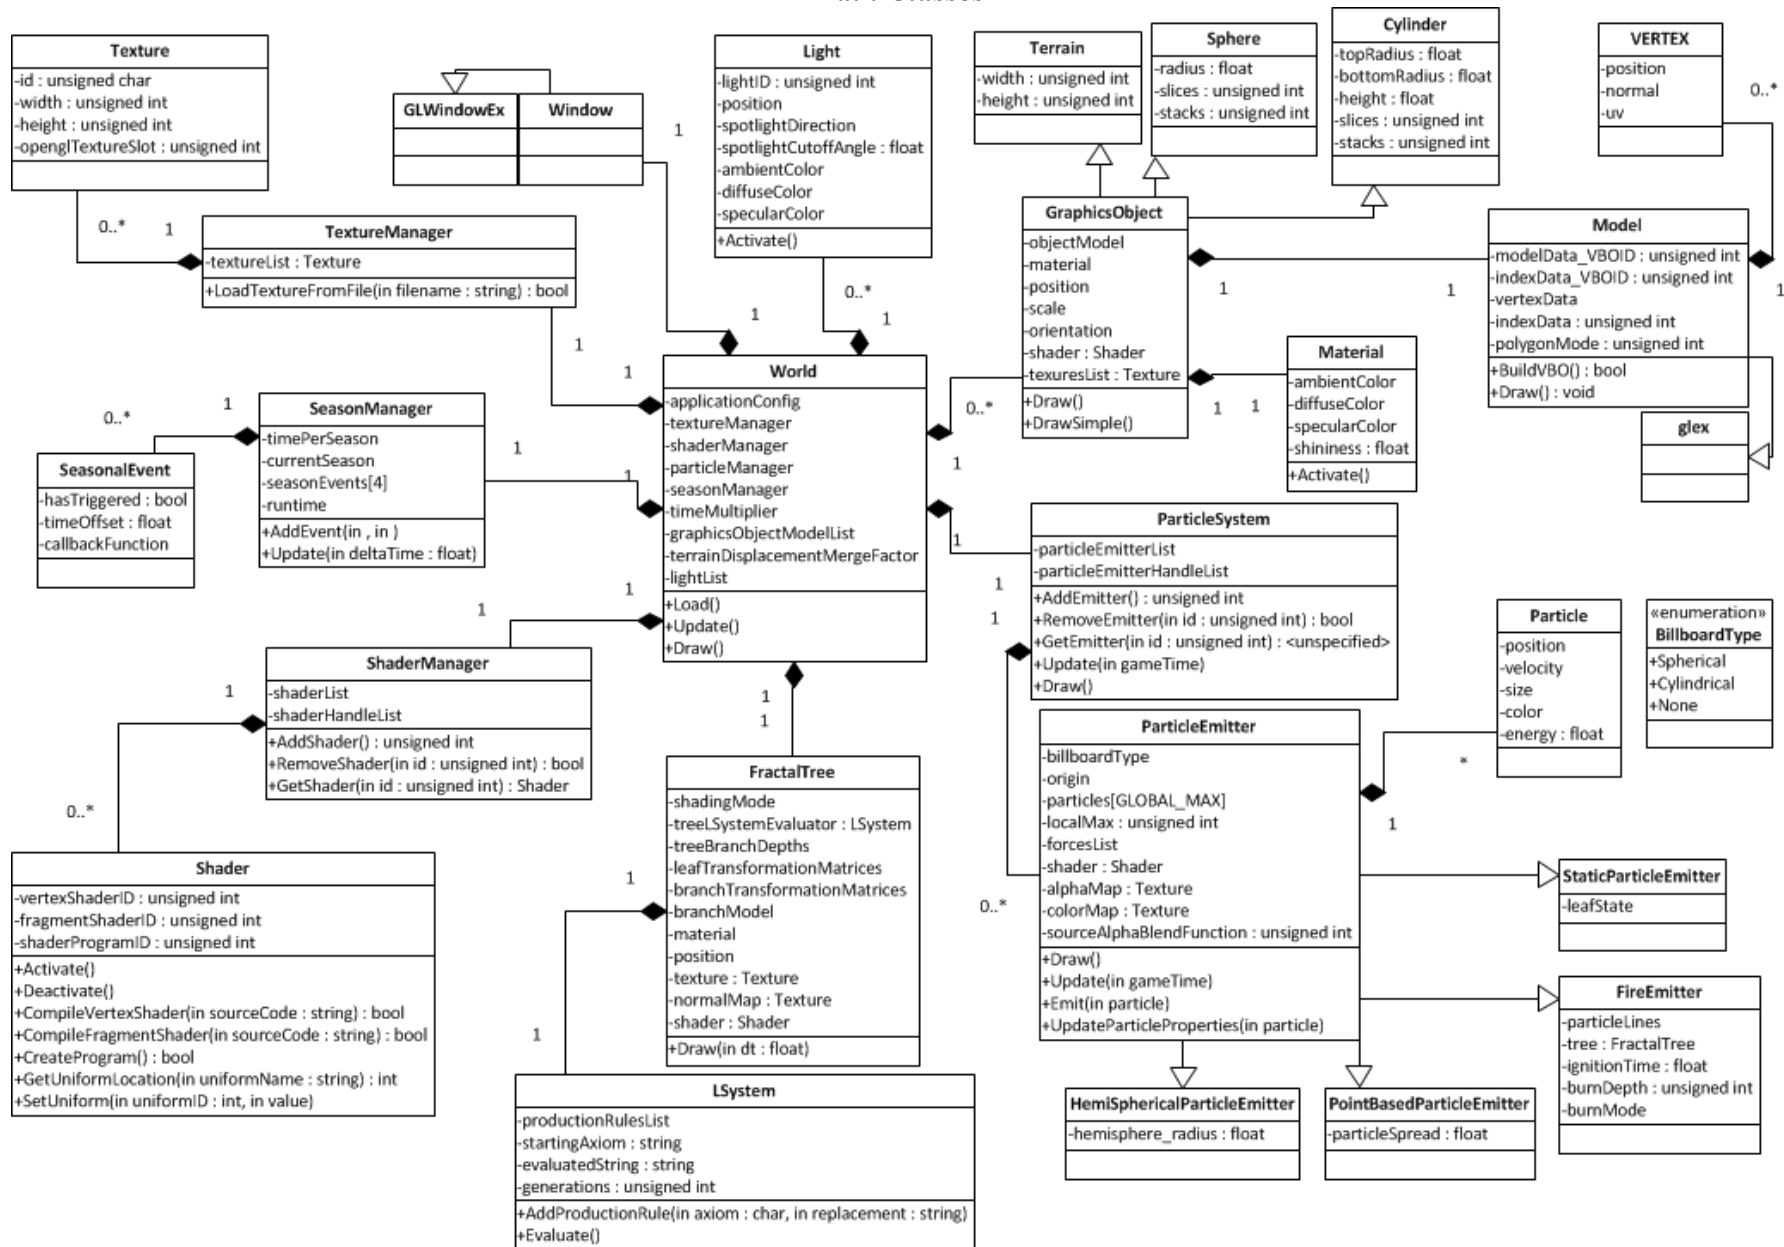 Texture
-id : unsigned char
-width : unsigned int
-height : unsigned int
-openglTextureSlot : unsigned int
GLWindowEx
Window
1
Light
-lightID : unsigned int
-position
-spotlightDirection
-spotlightCutoffAngle : float
-ambientColor
-diffuseColor
-specularColor
+Activate()
Terrain
-width : unsigned int
-height : unsigned int
Sphere
-radius : float
-slices : unsigned int
-stacks : unsigned int
Cylinder
-topRadius : float
-bottomRadius : float
-height : float
-slices : unsigned int
-stacks : unsigned int
VERTEX
-position
-normal
-uv
0..*
0..*
1
TextureManager
-textureList : Texture
+LoadTextureFromFile(in filename : string) : bool
1
1
1
0..*
1
GraphicsObject
-objectModel
-material
-position
-scale
-orientation
-shader : Shader
-texuresList : Texture
+Draw()
+DrawSimple()
1
1
Model
-modelData_VBOID : unsigned int
-indexData_VBOID : unsigned int
-vertexData
-indexData : unsigned int
-polygonMode : unsigned int
+BuildVBO() : bool
+Draw() : void
1
Material
-ambientColor
-diffuseColor
-specularColor
-shininess : float
+Activate()
1
1
glex
World
-applicationConfig
-textureManager
-shaderManager
-particleManager
-seasonManager
-timeMultiplier
-graphicsObjectModelList
-terrainDisplacementMergeFactor
-lightList
+Load()
+Update()
+Draw()
0..*
1
0..*
1
SeasonManager
-timePerSeason
-currentSeason
-seasonEvents[4]
-runtime
+AddEvent(in , in )
+Update(in deltaTime : float)
1
1
SeasonalEvent
-hasTriggered : bool
-timeOffset : float
-callbackFunction
1
1
1
1
ParticleSystem
-particleEmitterList
-particleEmitterHandleList
+AddEmitter() : unsigned int
+RemoveEmitter(in id : unsigned int) : bool
+GetEmitter(in id : unsigned int) : <unspecified>
+Update(in gameTime)
+Draw()
1
Particle
-position
-velocity
-size
-color
-energy : float
«enumeration»
BillboardType
+Spherical
+Cylindrical
+None
ShaderManager
-shaderList
-shaderHandleList
+AddShader() : unsigned int
+RemoveShader(in id : unsigned int) : bool
+GetShader(in id : unsigned int) : Shader
1
0..*
1
1
ParticleEmitter
-billboardType
-origin
-particles[GLOBAL_MAX]
-localMax : unsigned int
-forcesList
-shader : Shader
-alphaMap : Texture
-colorMap : Texture
-sourceAlphaBlendFunction : unsigned int
+Draw()
+Update(in gameTime)
+Emit(in particle)
+UpdateParticleProperties(in particle)
*
1
0..*
FractalTree
-shadingMode
-treeLSystemEvaluator : LSystem
-treeBranchDepths
-leafTransformationMatrices
-branchTransformationMatrices
-branchModel
-material
-position
-texture : Texture
-normalMap : Texture
-shader : Shader
+Draw(in dt : float)
1
1
Shader
-vertexShaderID : unsigned int
-fragmentShaderID : unsigned int
-shaderProgramID : unsigned int
+Activate()
+Deactivate()
+CompileVertexShader(in sourceCode : string) : bool
+CompileFragmentShader(in sourceCode : string) : bool
+CreateProgram() : bool
+GetUniformLocation(in uniformName : string) : int
+SetUniform(in uniformID : int, in value)
StaticParticleEmitter
-leafState
FireEmitter
-particleLines
-tree : FractalTree
-ignitionTime : float
-burnDepth : unsigned int
-burnMode
LSystem
-productionRulesList
-startingAxiom : string
-evaluatedString : string
-generations : unsigned int
+AddProductionRule(in axiom : char, in replacement : string)
+Evaluate()
HemiSphericalParticleEmitter
-hemisphere_radius : float
PointBasedParticleEmitter
-particleSpread : float